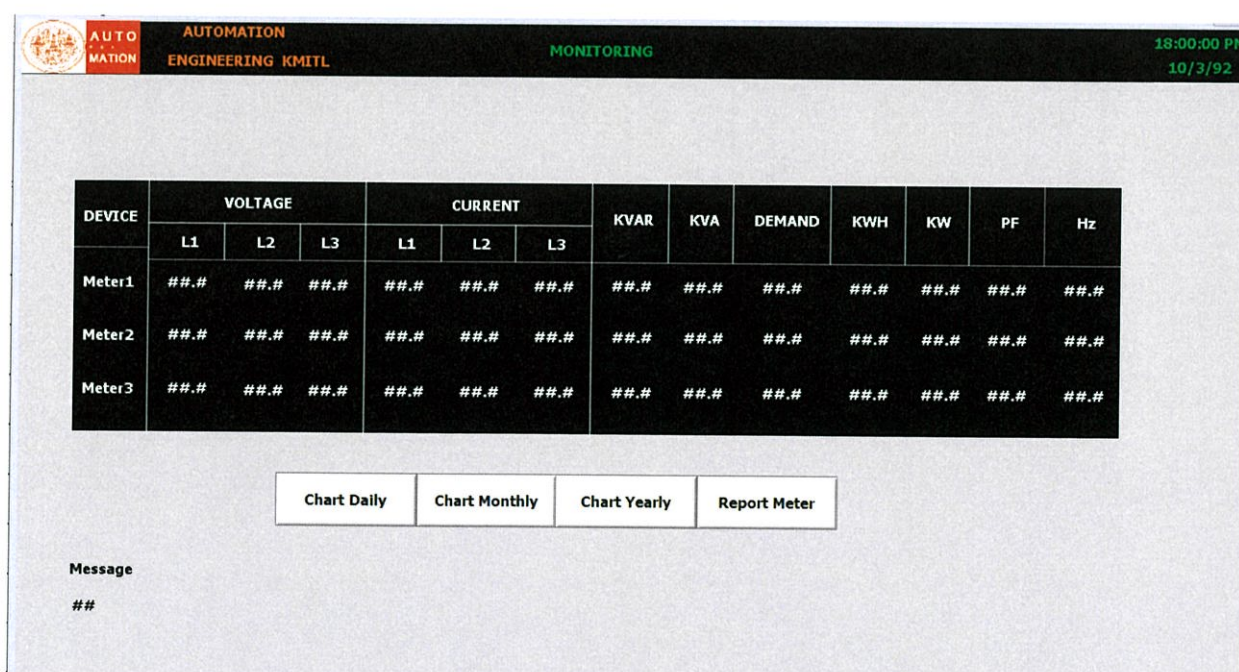 AUTO
MATION
AUTOMATION
ENGINEERING KMITL
MONITORING
18:00:00 PM
10/3/92
DEVICE VOLTAGE CURRENT KVAR KVA DEMAND KWH KW PF Hz
L1 L2 L3 L1 L2 L3
Meter1 ##.# ##.# ##.# ##.# ##.# ##.# ##.# ##.# ##.# ##.# ##.# ##.# ##.#
Meter2 ##.# ##.# ##.# ##.# ##.# ##.# ##.# ##.# ##.# ##.# ##.# ##.# ##.#
Meter3 ##.# ##.# ##.# ##.# ##.# ##.# ##.# ##.# ##.# ##.# ##.# ##.# ##.#
Chart Daily Chart Monthly Chart Yearly Report Meter
Message
##